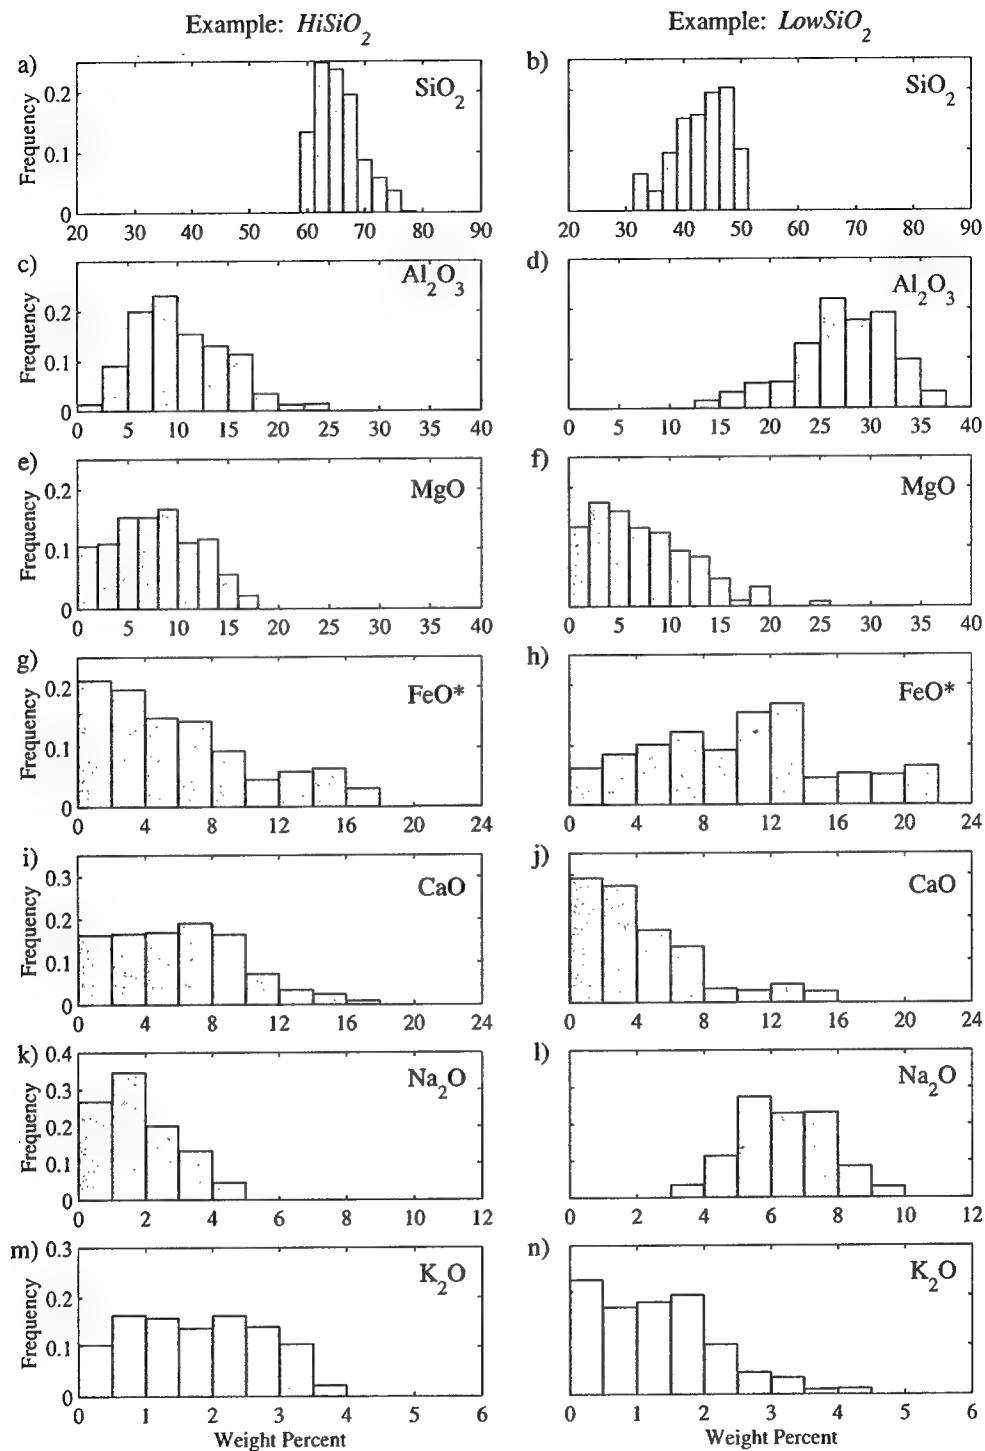 Example: HiSiO2
Example: LowSiO2
a)
Frequency
0.2
0.1
0
SiO2
20 30 40 50 60 70 80 90
b)
SiO2
20 30 40 50 60 70 80 90
c)
Frequency
0.2
0.1
0
Al2O3
0 5 10 15 20 25 30 35 40
d)
Al2O3
0 5 10 15 20 25 30 35 40
e)
Frequency
0.2
0.1
0
MgO
0 5 10 15 20 25 30 35 40
f)
MgO
0 5 10 15 20 25 30 35 40
g)
Frequency
0.2
0.1
0
FeO*
0 4 8 12 16 20 24
h)
FeO*
0 4 8 12 16 20 24
i)
Frequency
0.3
0.2
0.1
0
CaO
0 4 8 12 16 20 24
j)
CaO
0 4 8 12 16 20 24
k)
Frequency
0.4
0.3
0.2
0.1
0
Na2O
0 2 4 6 8 10 12
l)
Na2O
0 2 4 6 8 10 12
m)
Frequency
0.3
0.2
0.1
0
K2O
0 1 2 3 4 5 6
Weight Percent
n)
K2O
0 1 2 3 4 5 6
Weight Percent